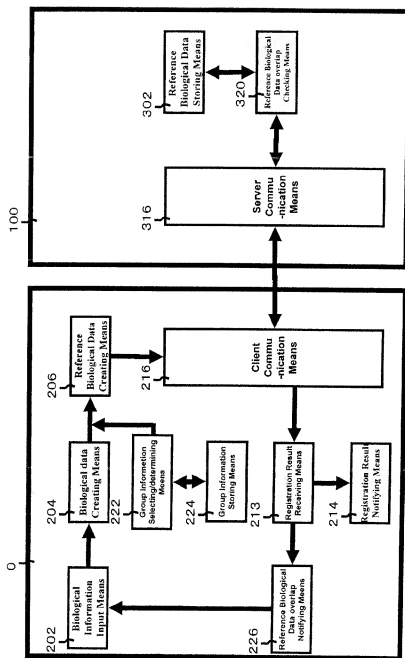 0
202
Biological
Information
Input Means
204
Biological data
Creating Means
206
Reference
Biological Data
Creating Means
222
Group Information
Selecting/determining
Means
224
Group Information
Storing Means
216
Client
Commu
-nication
Means
213
Registration Result
Receiving Means
214
Registration Result
Notifying Means
226
Reference Biological
Data overlap
Notifying Means
100
316
Server
Commu
-nication
Means
302
Reference
Biological Data
Storing Means
320
Reference Biological
Data overlap
Checking Means